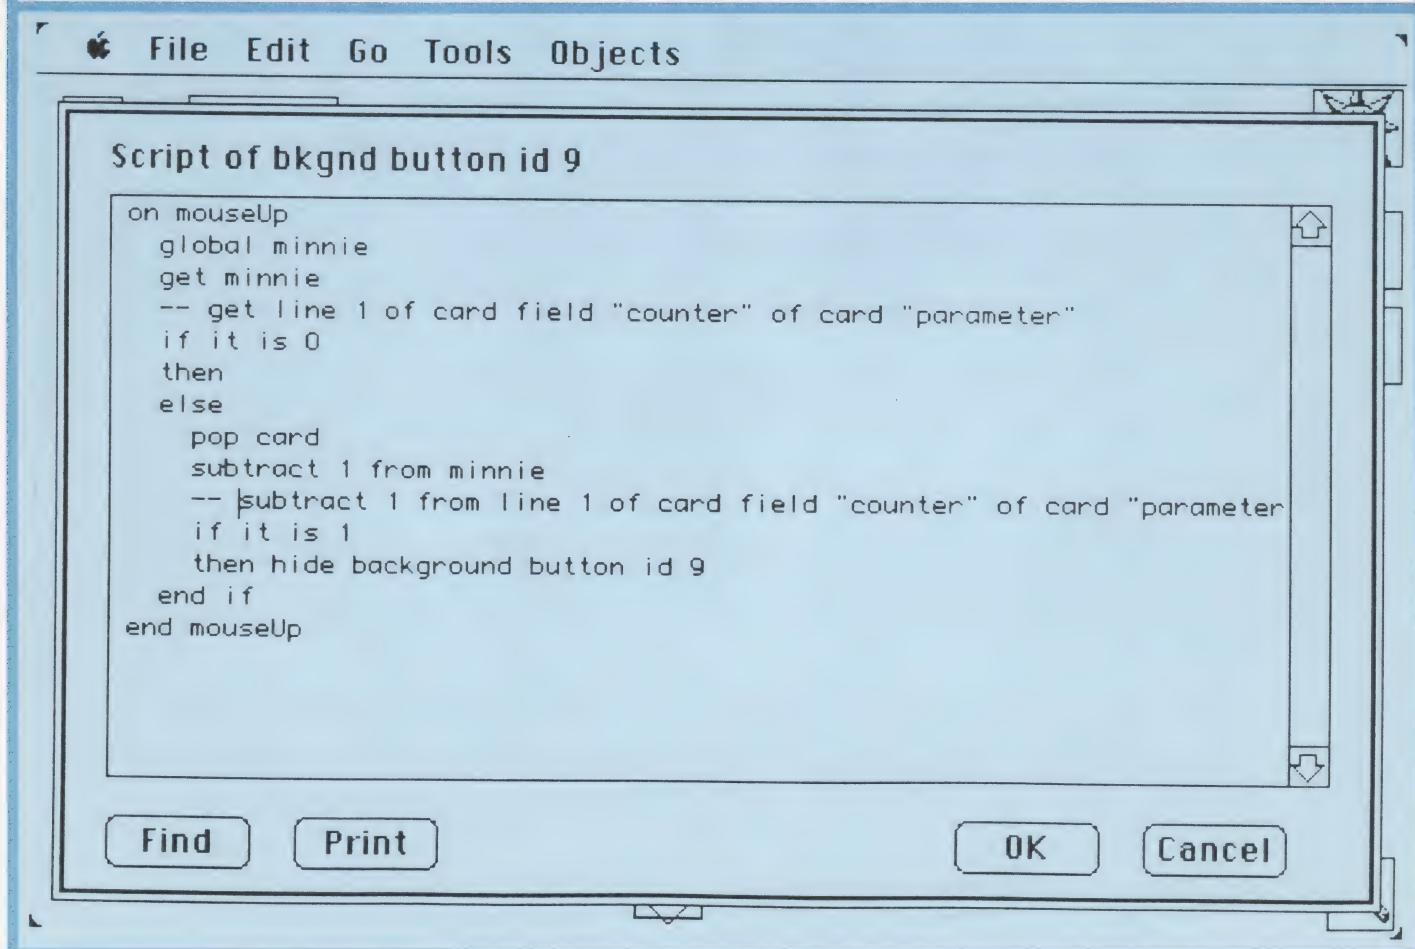 File Edit Go Tools Objects
Script of bkgnd button id 9
on mouseUp
global minnie
get minnie
-- get line 1 of card field "counter" of card "parameter"
if it is 0
then
else
pop card
subtract 1 from minnie
-- subtract 1 from line 1 of card field "counter" of card "parameter
if it is 1
then hide background button id 9
end if
end mouseUp
Find Print OK Cancel